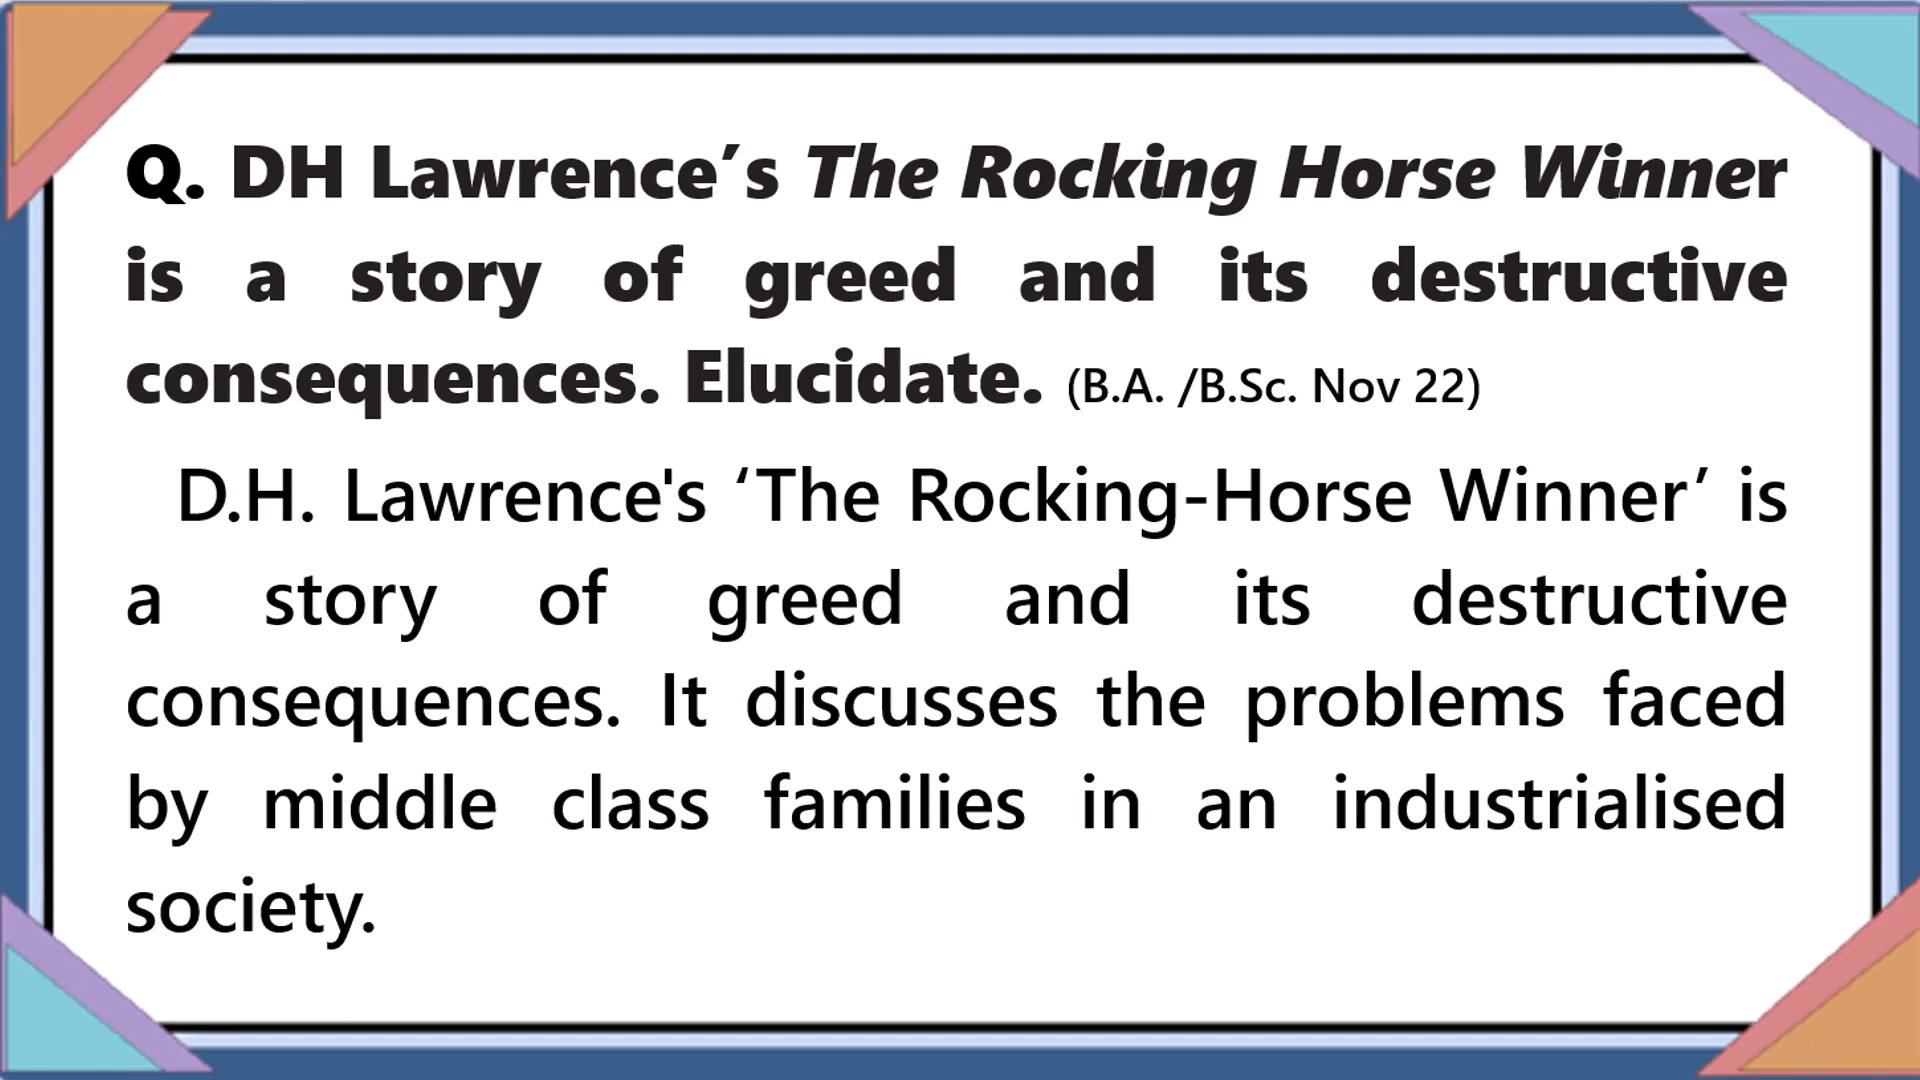 Q. DH Lawrence’s The Rocking Horse Winner
is a story of greed and its destructive
consequences. Elucidate. (B.A. /B.Sc. Nov 22)
D.H. Lawrence's ‘The Rocking-Horse Winner’ is
a story of greed and its destructive
consequences. It discusses the problems faced
by middle class families in an industrialised
society.